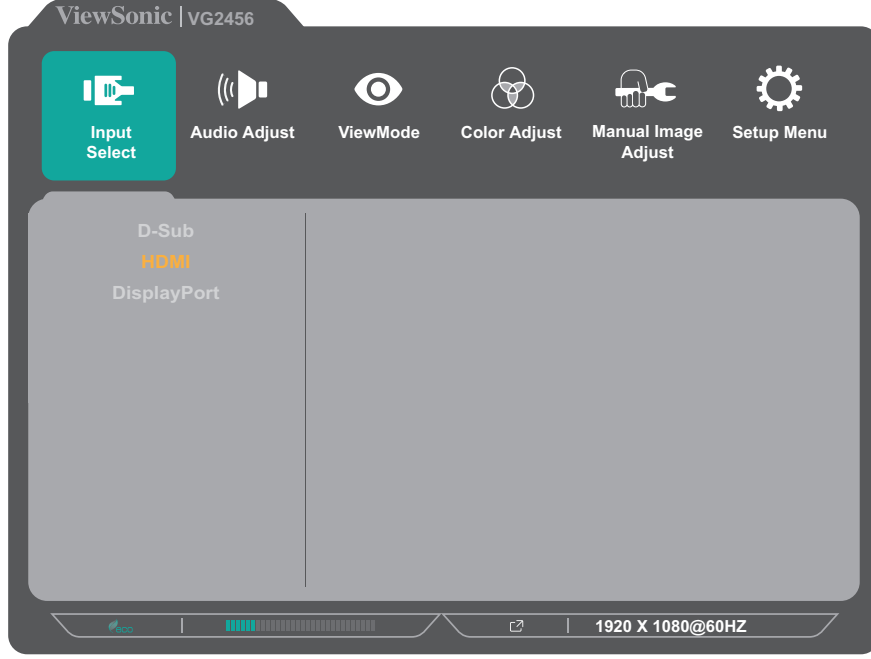 ViewSonic | VG2456
Input
Select
Audio Adjust
ViewMode
Color Adjust
Manual Image
Adjust
Setup Menu
D-Sub
HDMI
DisplayPort
eco
1920 X 1080@60HZ